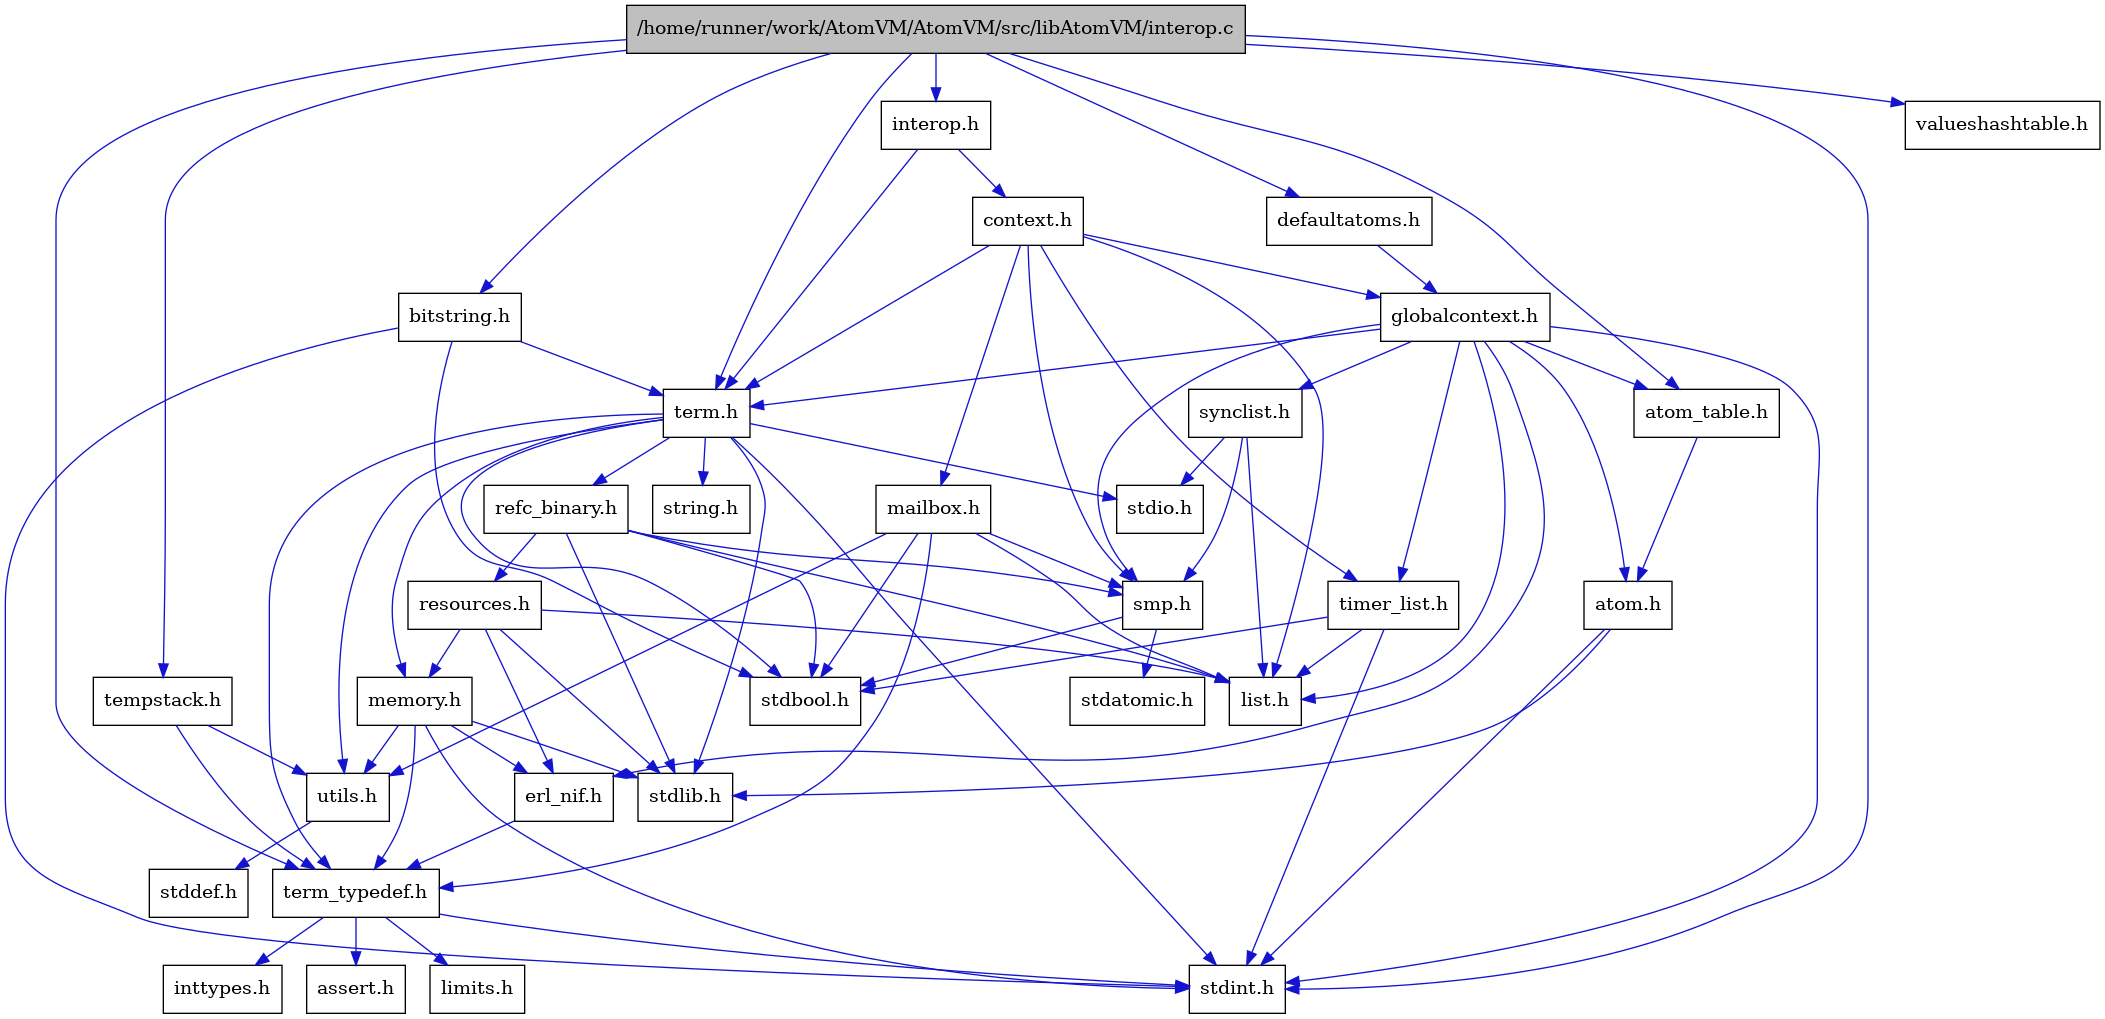 /home/runner/work/AtomVM/AtomVM/src/libAtomVM/interop.c
interop.h
valueshashtable.h
context.h
defaultatoms.h
bitstring.h
globalcontext.h
term.h
synclist.h
atom_table.h
refc_binary.h
string.h
mailbox.h
stdio.h
resources.h
smp.h
timer_list.h
atom.h
tempstack.h
memory.h
stdbool.h
stdatomic.h
list.h
utils.h
erl_nif.h
stdlib.h
stddef.h
term_typedef.h
inttypes.h
assert.h
limits.h
stdint.h